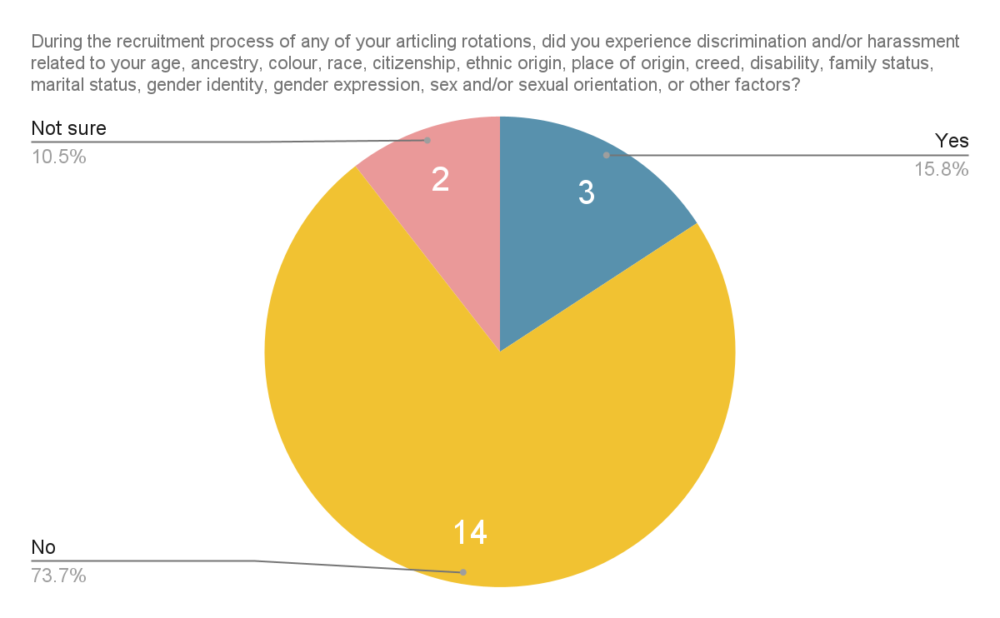 During the recruitment process of any of your articling rotations, did you experience discrimination and/or harassment
related to your age, ancestry, colour, race, citizenship, ethnic origin, place of origin, creed, disability, family status,
marital status, gender identity, gender expression, sex and/or sexual orientation, or other factors?
Not sure
10.5%
Yes
15.8%
2
3
14
No
73.7%